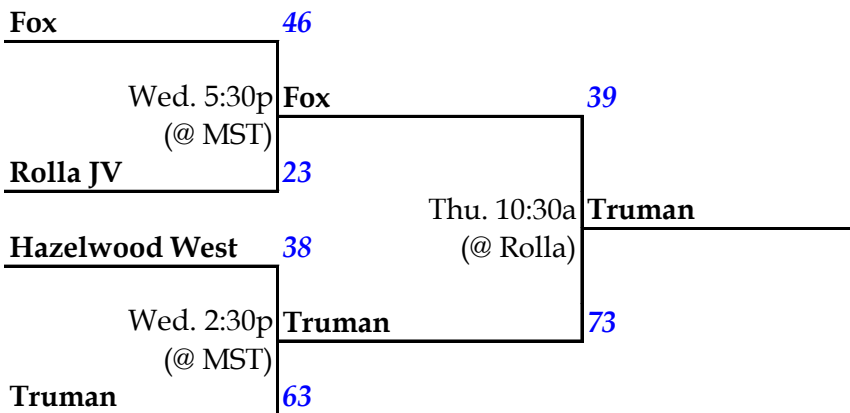 Fox 46
Wed. 5:30p Fox 39
(@ MST)
Rolla JV 23
Thu. 10:30a Truman
Hazelwood West 38 (@ Rolla)
Wed. 2:30p Truman 73
(@ MST)
Truman 63